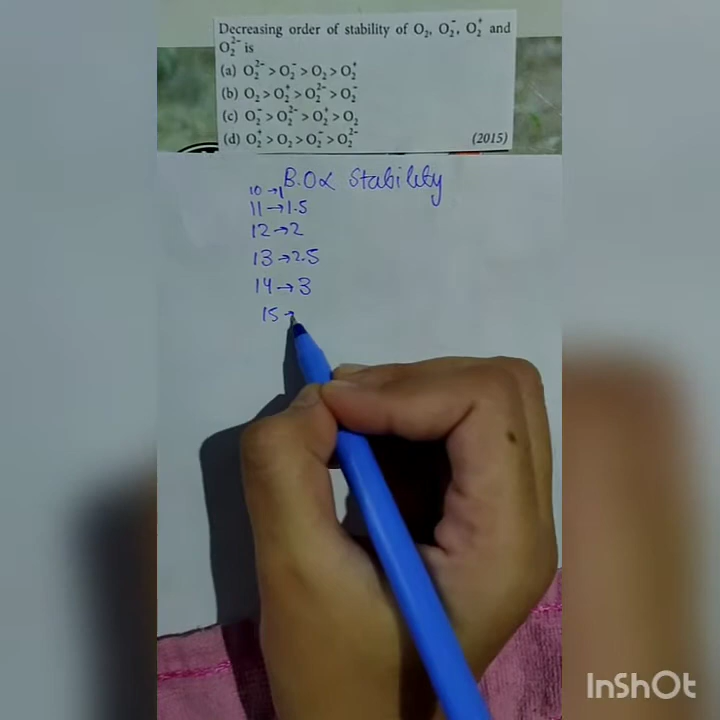 Decreasing order of stability of O₂, O₂⁻, O₂⁺ and
O₂²⁻ is
(a) O₂²⁻ > O₂⁻ > O₂ > O₂⁺
(b) O₂ > O₂⁺ > O₂²⁻ > O₂⁻
(c) O₂⁻ > O₂²⁻ > O₂⁺ > O₂
(d) O₂⁺ > O₂ > O₂⁻ > O₂²⁻ (2015)
B.O∝ Stability
10→1
11→1.5
12→2
13→2.5
14→3
15→
InShOt